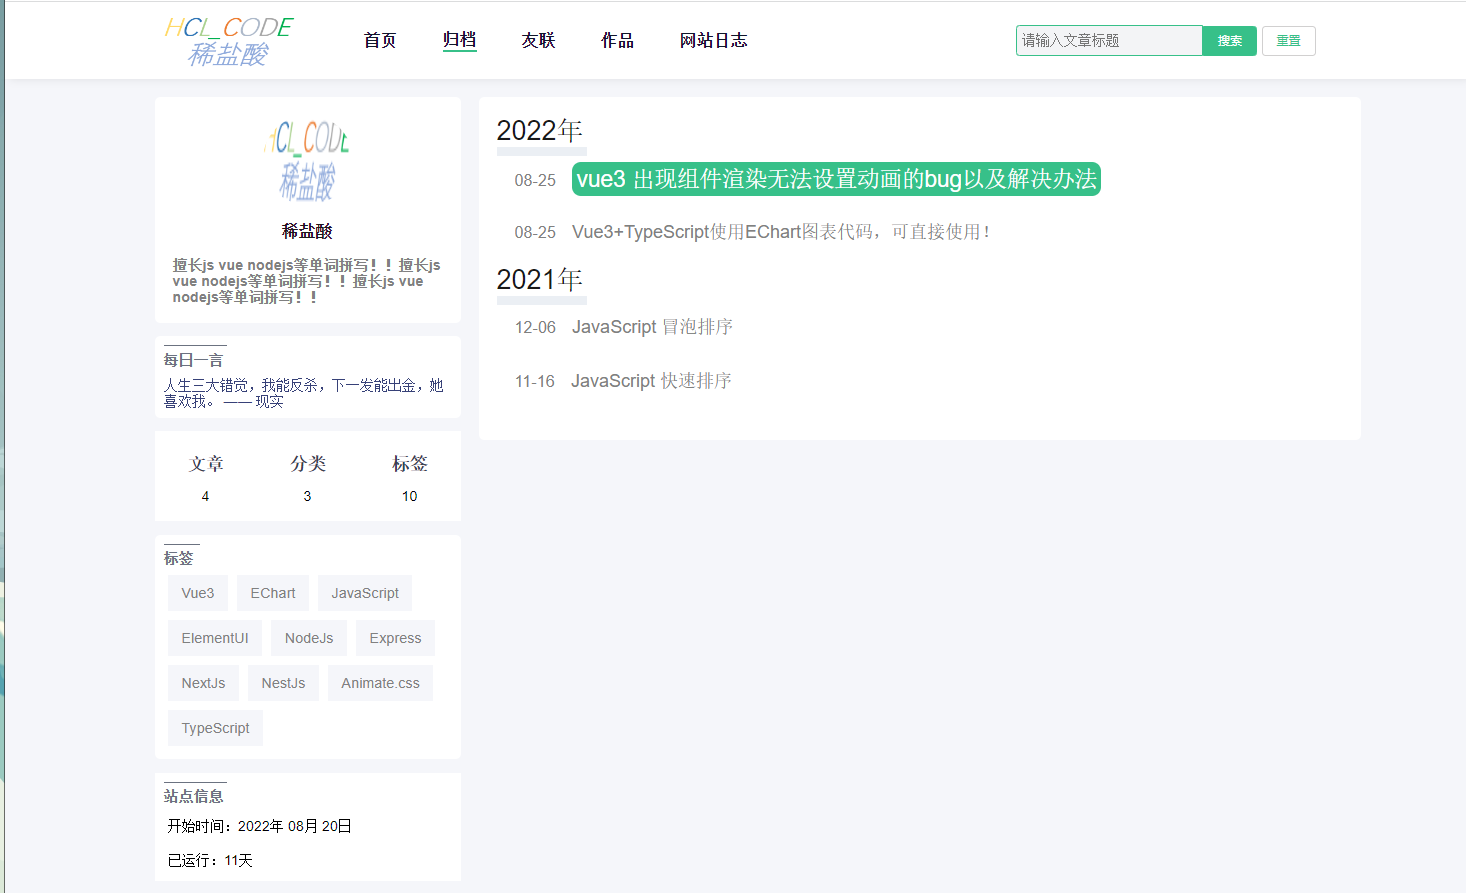 HCL_CODE
稀盐酸
首页 归档 友联 作品 网站日志
请输入文章标题 搜索 重置
HCL_CODE
稀盐酸
稀盐酸
擅长js vue nodejs等单词拼写！！擅长js
vue nodejs等单词拼写！！擅长js vue
nodejs等单词拼写！！
每日一言
人生三大错觉，我能反杀，下一发能出金，她
喜欢我。 —— 现实
文章 分类 标签
4 3 10
标签
Vue3 EChart JavaScript
ElementUI NodeJs Express
NextJs NestJs Animate.css
TypeScript
站点信息
开始时间：2022年 08月 20日
已运行：11天
2022年
08-25 vue3 出现组件渲染无法设置动画的bug以及解决办法
08-25 Vue3+TypeScript使用EChart图表代码，可直接使用！
2021年
12-06 JavaScript 冒泡排序
11-16 JavaScript 快速排序